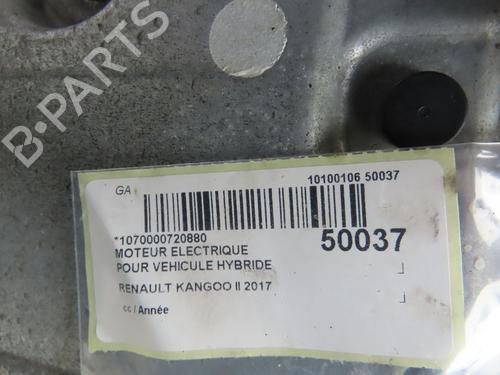 B-PARTS
GA
10100106 50037
*1070000720880
50037
MOTEUR ELECTRIQUE
POUR VEHICULE HYBRIDE
RENAULT KANGOO II 2017
cc / Année